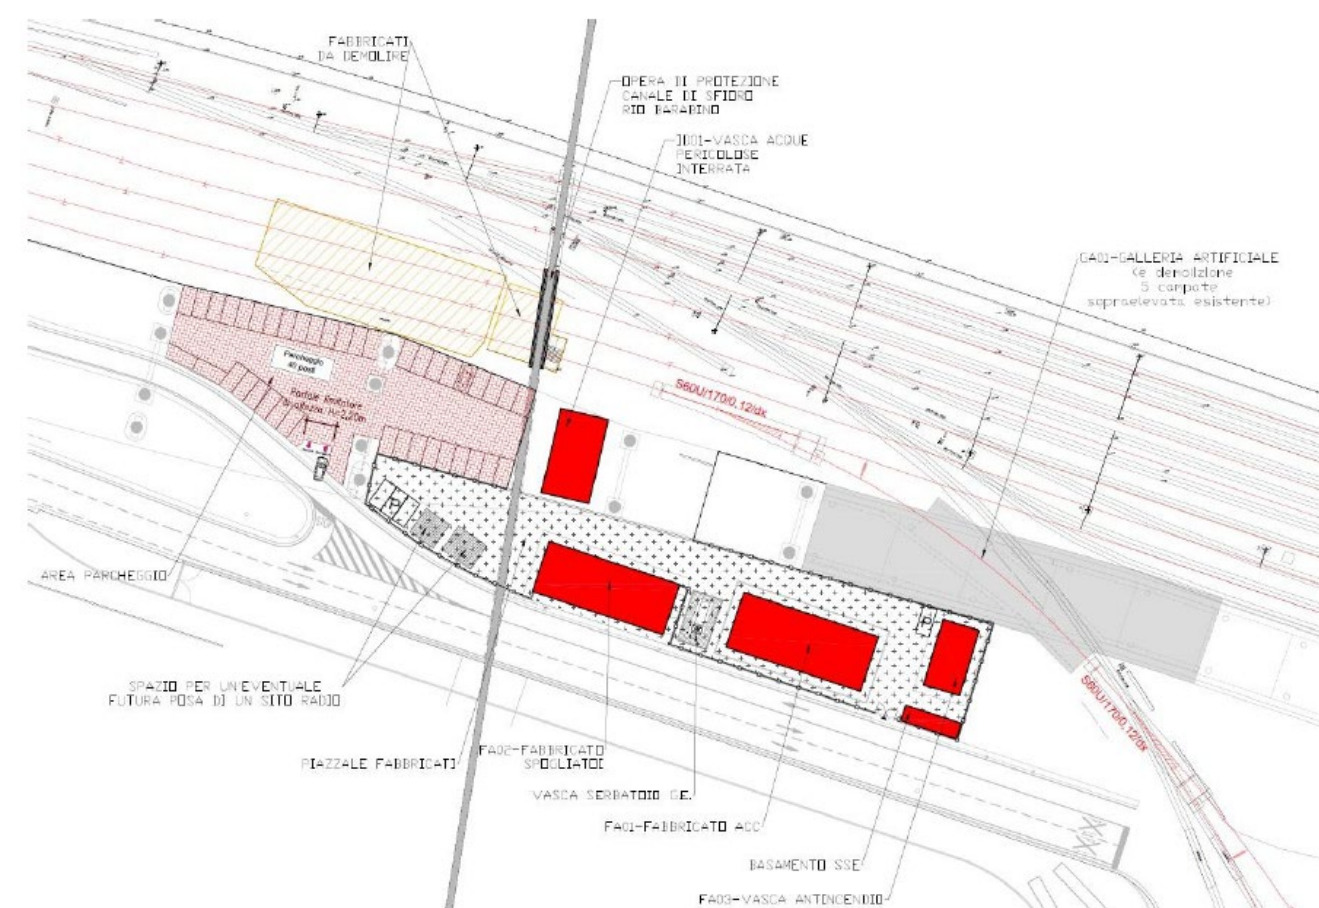 FABBRICATI
DA DEMOLIRE
OPERA DI PROTEZIONE
CANALE DI SFIORO
RIO BARABINO
ID01-VASCA ACQUE
PERICOLOSE
INTERRATA
GA01-GALLERIA ARTIFICIALE
(e demolizione
5 campate
sopraelevata esistente)
Parcheggio
40 posti
Portale limitatore
di altezza H=2,20m
S60U/170/0,12/dx
AREA PARCHEGGIO
SPAZIO PER UN'EVENTUALE
FUTURA POSA DI UN SITO RADIO
PIAZZALE FABBRICATI
FA02-FABBRICATO
SPOGLIATOI
VASCA SERBATOIO G.E.
FA01-FABBRICATO ACC
BASAMENTO SSE
FA03-VASCA ANTINCENDIO
S60U/170/0,12/dx